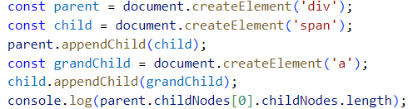 const parent = document.createElement('div');
const child = document.createElement('span');
parent.appendChild(child);
const grandChild = document.createElement('a');
child.appendChild(grandChild);
console.log(parent.childNodes[0].childNodes.length);